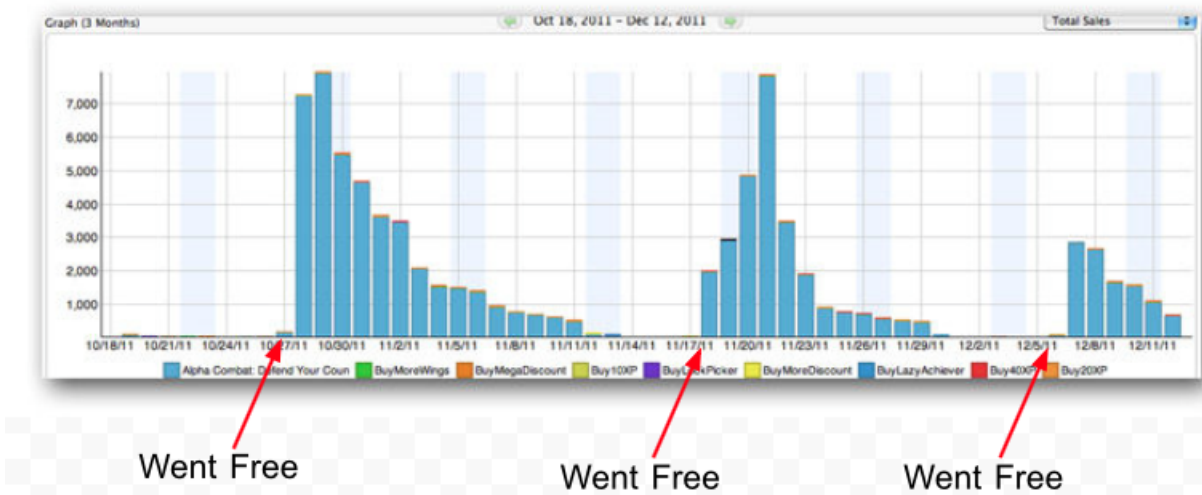 Graph (3 Months)
Oct 18, 2011 – Dec 12, 2011
Total Sales
7,000
6,000
5,000
4,000
3,000
2,000
1,000
10/18/11 10/21/11 10/24/11 10/27/11 10/30/11 11/2/11 11/5/11 11/8/11 11/11/11 11/14/11 11/17/11 11/20/11 11/23/11 11/26/11 11/29/11 12/2/11 12/5/11 12/8/11 12/11/11
Alpha Combat: Defend Your Coun BuyMoreWings BuyMegaDiscount Buy10XP BuyLockPicker BuyMoreDiscount BuyLazyAchiever Buy40XP Buy20XP
Went Free Went Free Went Free